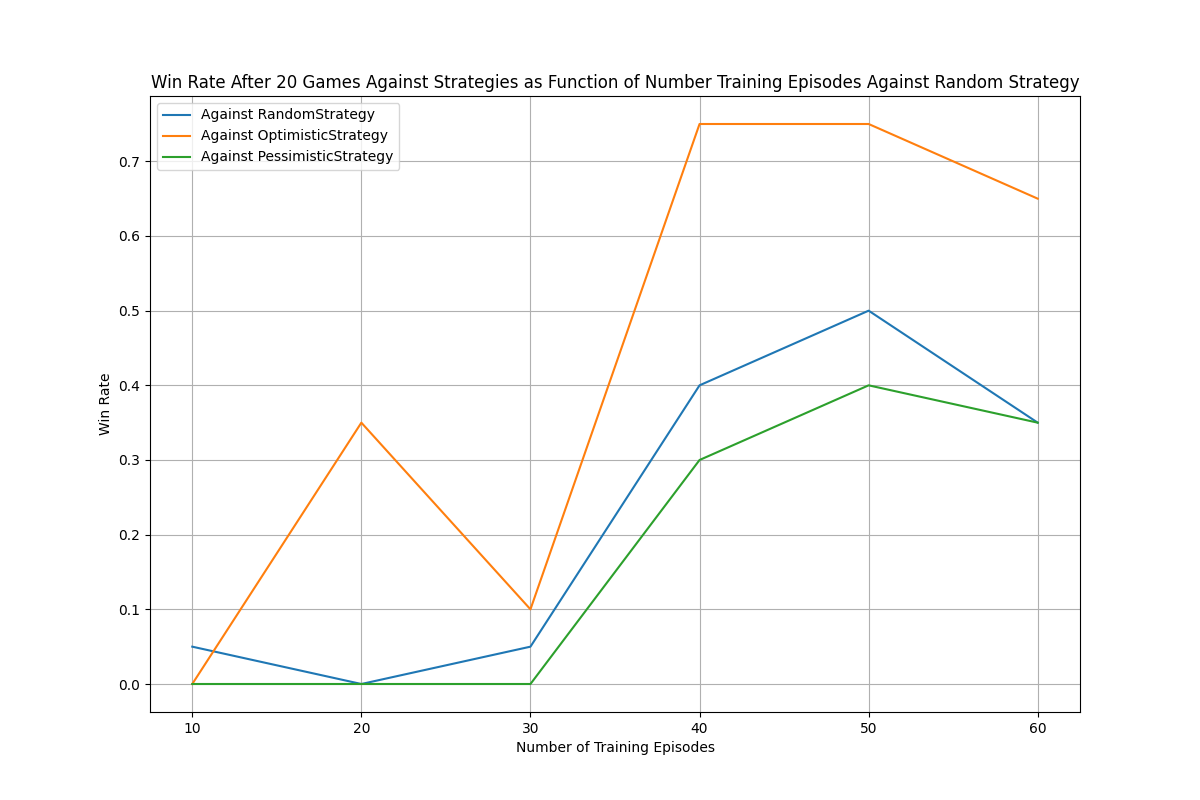 Win Rate After 20 Games Against Strategies as Function of Number Training Episodes Against Random Strategy
Against RandomStrategy
Against OptimisticStrategy
Against PessimisticStrategy
0.7
0.6
0.5
0.4
0.3
0.2
0.1
0.0
Win Rate
10 20 30 40 50 60
Number of Training Episodes